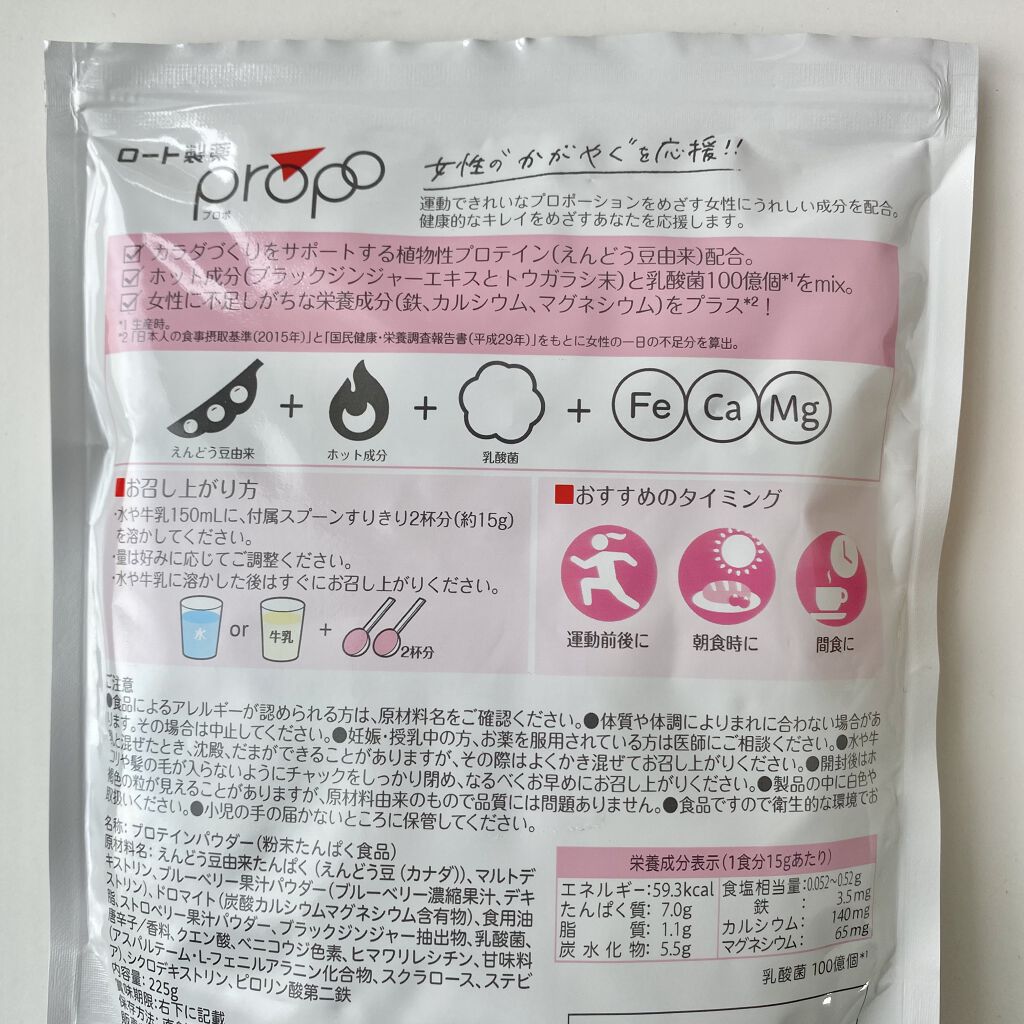 ロート製薬
propo
プロポ
女性の かがやぐを応援!!
運動できれいなプロポーションをめざす女性にうれしい成分を配合。
健康的なキレイをめざすあなたを応援します。
カラダづくりをサポートする植物性プロテイン(えんどう豆由来)配合。
ホット成分(ブラックジンジャーエキスとトウガラシ末)と乳酸菌100億個*1をmix。
女性に不足しがちな栄養成分(鉄、カルシウム、マグネシウム)をプラス*2!
*1 生産時。
*2「日本人の食事摂取基準(2015年)」と「国民健康・栄養調査報告書(平成29年)」をもとに女性の一日の不足分を算出。
+ + + Fe Ca Mg
えんどう豆由来 ホット成分 乳酸菌
■お召し上がり方
・水や牛乳150mLに、付属スプーンすりきり2杯分(約15g)
を溶かしてください。
・量は好みに応じてご調整ください。
・水や牛乳に溶かした後はすぐにお召し上がりください。
水 or 牛乳 + 2杯分
■おすすめのタイミング
運動前後に 朝食時に 間食に
ご注意
●食品によるアレルギーが認められる方は、原材料名をご確認ください。●体質や体調によりまれに合わない場合があ
ります。その場合は中止してください。●妊娠・授乳中の方、お薬を服用されている方は医師にご相談ください。●水や牛
乳と混ぜたとき、沈殿、だまができることがありますが、その際はよくかき混ぜてお召し上がりください。●開封後はホ
コリや髪の毛が入らないようにチャックをしっかり閉め、なるべくお早めにお召し上がりください。●製品の中に白色や
褐色の粒が見えることがありますが、原材料由来のもので品質には問題ありません。●食品ですので衛生的な環境でお
取扱いください。●小児の手の届かないところに保管してください。
名称:プロテインパウダー(粉末たんぱく食品)
原材料名:えんどう豆由来たんぱく(えんどう豆(カナダ))、マルトデ
キストリン、ブルーベリー果汁パウダー(ブルーベリー濃縮果汁、デキ
ストリン)、ドロマイト(炭酸カルシウムマグネシウム含有物)、食用油
脂、ストロベリー果汁パウダー、ブラックジンジャー抽出物、乳酸菌、
唐辛子/香料、クエン酸、ベニコウジ色素、ヒマワリレシチン、甘味料
(アスパルテーム・L-フェニルアラニン化合物、スクラロース、ステビ
ア)、シクロデキストリン、ピロリン酸第二鉄
内容量:225g
賞味期限:右下に記載
保存方法:
栄養成分表示(1食分15gあたり)
エネルギー:59.3kcal
たんぱく質: 7.0g
脂 質: 1.1g
炭水化物: 5.5g
食塩相当量:0.052〜0.52g
鉄: 3.5mg
カルシウム: 140mg
マグネシウム: 65mg
乳酸菌 100億個*1